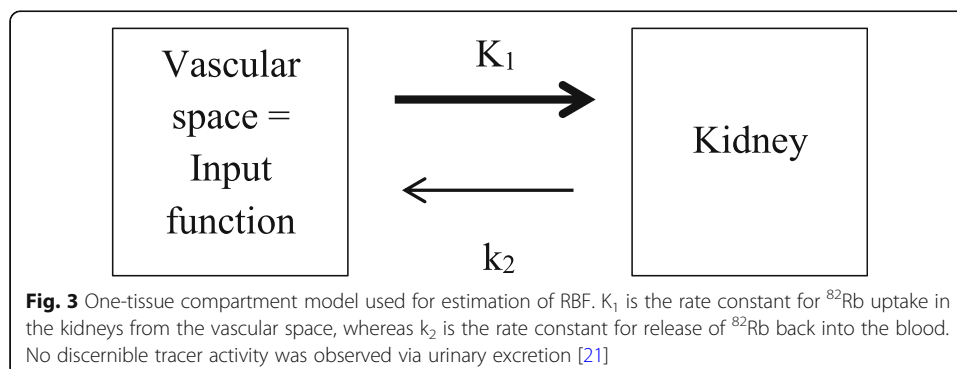 Vascular
space =
Input
function
K₁
Kidney
k₂
Fig. 3 One-tissue compartment model used for estimation of RBF. K₁ is the rate constant for ⁸²Rb uptake in
the kidneys from the vascular space, whereas k₂ is the rate constant for release of ⁸²Rb back into the blood.
No discernible tracer activity was observed via urinary excretion [21]